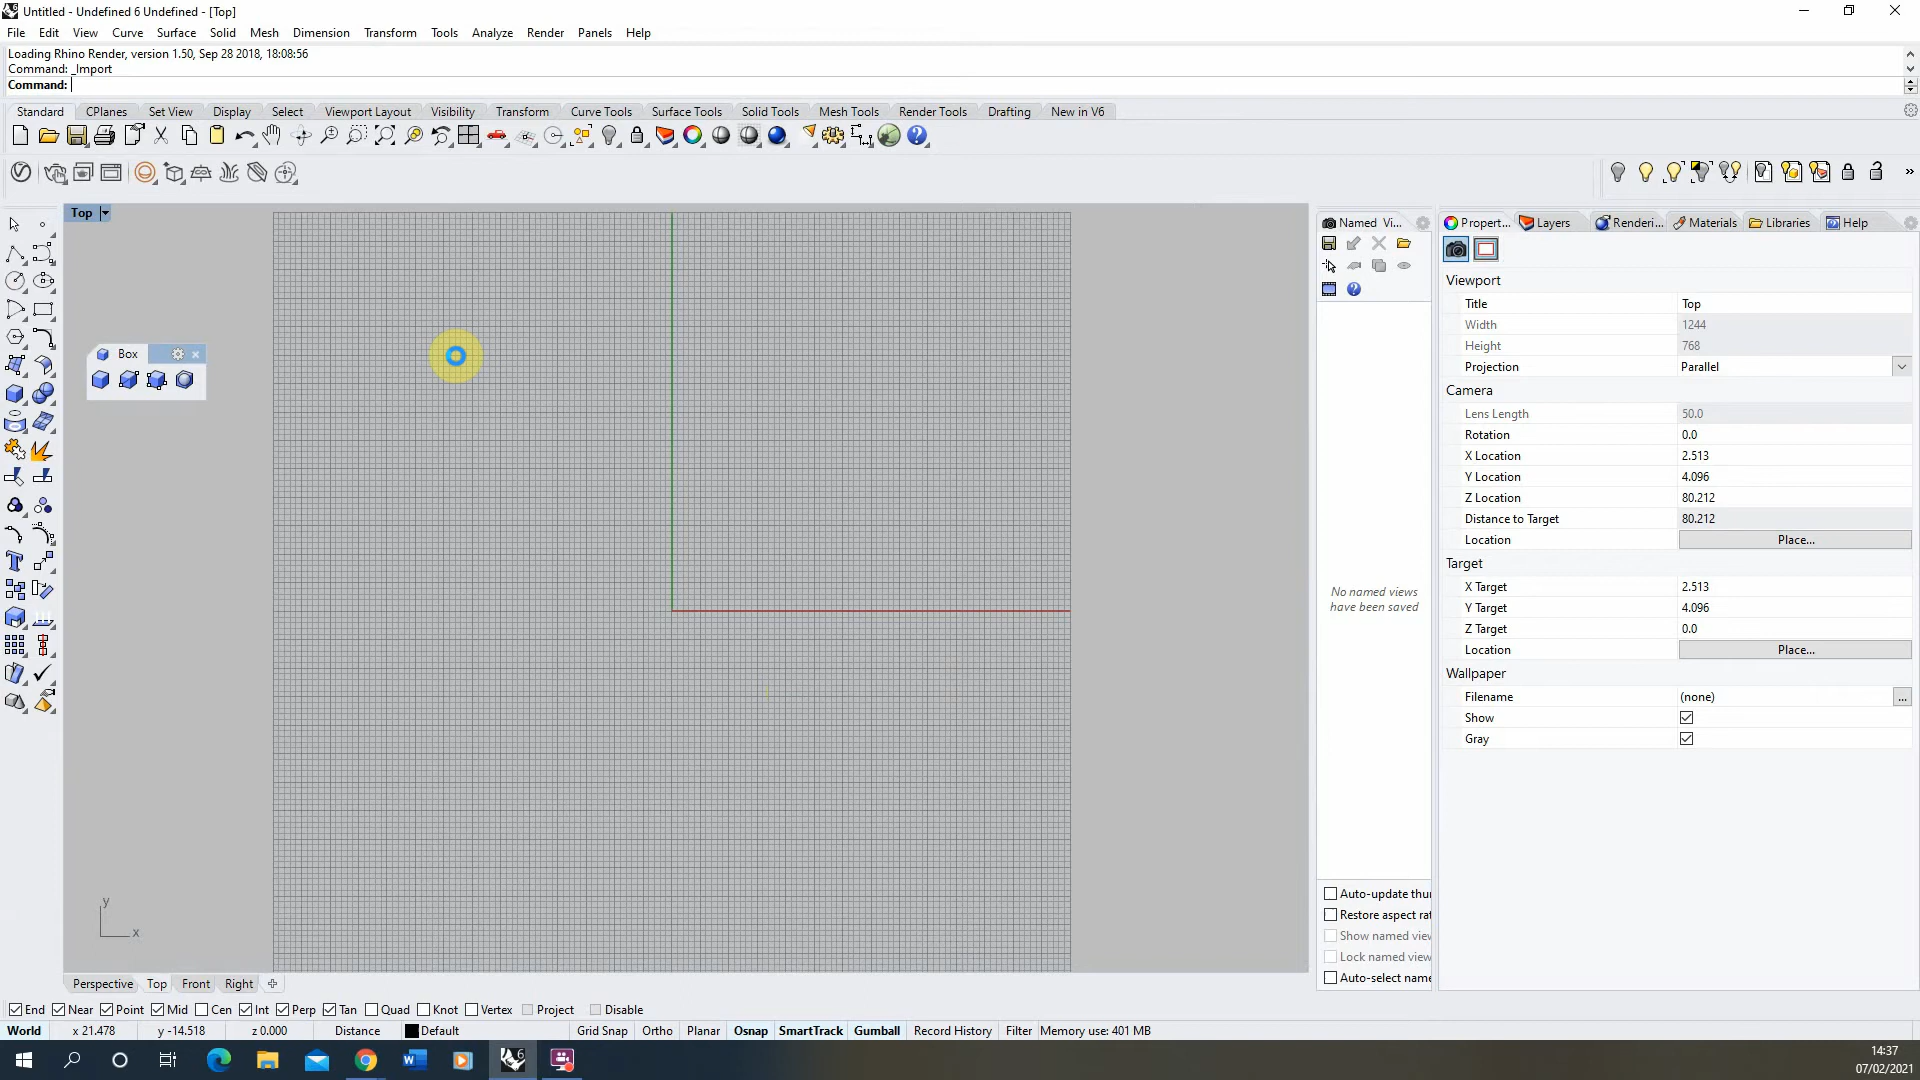 Untitled - Undefined 6 Undefined - [Top]
File Edit View Curve Surface Solid Mesh Dimension Transform Tools Analyze Render Panels Help
Loading Rhino Render, version 1.50, Sep 28 2018, 18:08:56
Command: _Import
Command:
Standard CPlanes Set View Display Select Viewport Layout Visibility Transform Curve Tools Surface Tools Solid Tools Mesh Tools Render Tools Drafting New in V6
Top
Named Vi... Propert... Layers Renderi... Materials Libraries Help
Viewport
Title Top
Width 1244
Height 768
Projection Parallel
Camera
Lens Length 50.0
Rotation 0.0
X Location 2.513
Y Location 4.096
Z Location 80.212
Distance to Target 80.212
Location Place...
Target
X Target 2.513
Y Target 4.096
Z Target 0.0
Location Place...
Wallpaper
Filename (none) ...
Show
Gray
Box
No named views
have been saved
Auto-update thu
Restore aspect ra
Show named vie
Lock named view
Auto-select name
y
x
Perspective Top Front Right
End Near Point Mid Cen Int Perp Tan Quad Knot Vertex Project Disable
World x 21.478 y -14.518 z 0.000 Distance Default Grid Snap Ortho Planar Osnap SmartTrack Gumball Record History Filter Memory use: 401 MB
14:37
07/02/2021